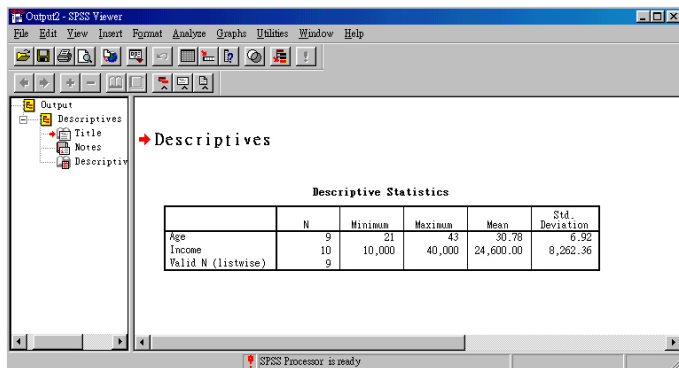 Output2 - SPSS Viewer
File Edit View Insert Format Analyze Graphs Utilities Window Help
Output
Descriptives
Title
Notes
Descriptiv
Descriptives
Descriptive Statistics
N Minimum Maximum Mean Std. Deviation
Age 9 21 43 30.78 6.92
Income 10 10,000 40,000 24,600.00 8,262.36
Valid N (listwise) 9
SPSS Processor is ready